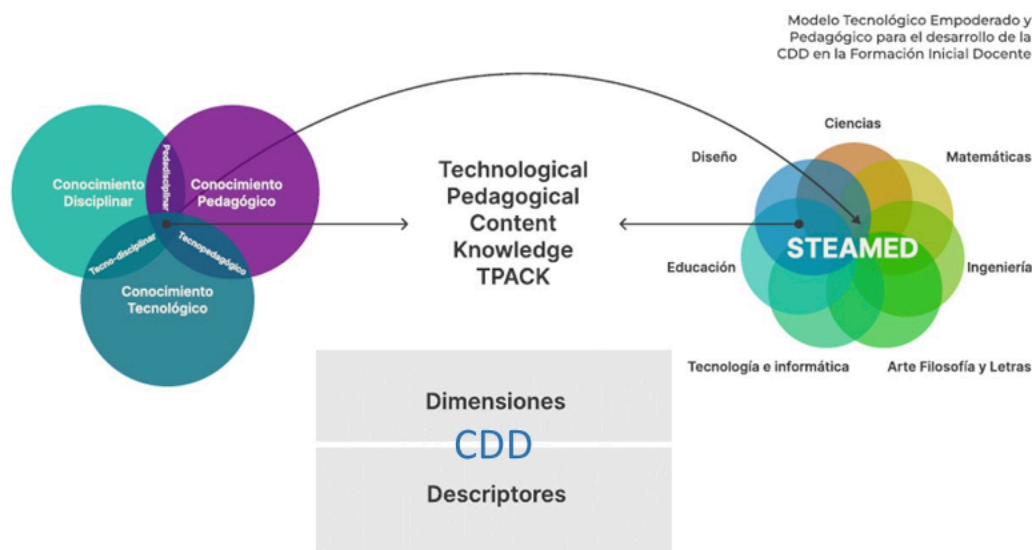 Modelo Tecnológico Empoderado y
Pedagógico para el desarrollo de la
CDD en la Formación Inicial Docente
Conocimiento
Disciplinar
Pedadisciplinar
Conocimiento
Pedagógico
Tecno-disciplinar
Tecnopedagógico
Conocimiento
Tecnológico
Technological
Pedagogical
Content
Knowledge
TPACK
Ciencias
Diseño
Matemáticas
STEAMED
Educación
Ingeniería
Tecnología e informática
Arte Filosofía y Letras
Dimensiones
CDD
Descriptores